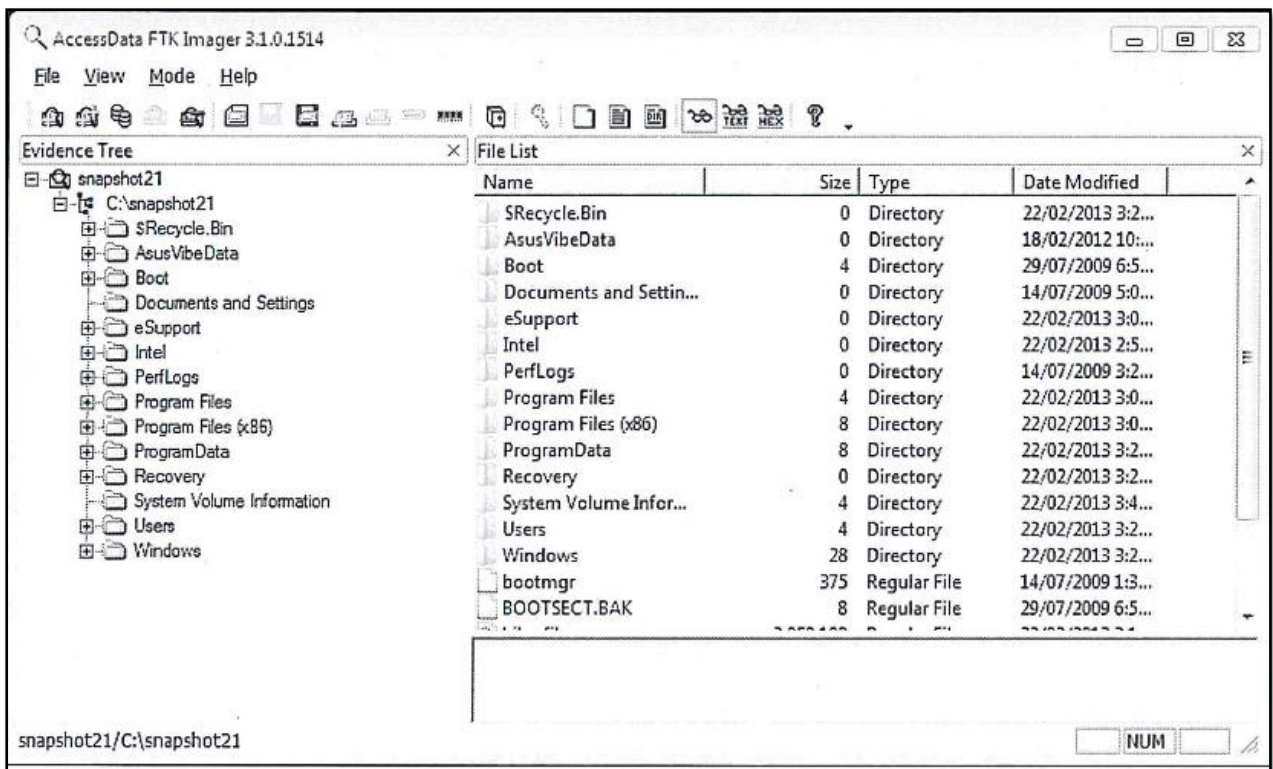 AccessData FTK Imager 3.1.0.1514
File View Mode Help
TEXT HEX
Evidence Tree
snapshot21
C:\snapshot21
$Recycle.Bin
AsusVibeData
Boot
Documents and Settings
eSupport
Intel
PerfLogs
Program Files
Program Files (x86)
ProgramData
Recovery
System Volume Information
Users
Windows
File List
Name Size Type Date Modified
$Recycle.Bin 0 Directory 22/02/2013 3:2...
AsusVibeData 0 Directory 18/02/2012 10:...
Boot 4 Directory 29/07/2009 6:5...
Documents and Settin... 0 Directory 14/07/2009 5:0...
eSupport 0 Directory 22/02/2013 3:0...
Intel 0 Directory 22/02/2013 2:5...
PerfLogs 0 Directory 14/07/2009 3:2...
Program Files 4 Directory 22/02/2013 3:0...
Program Files (x86) 8 Directory 22/02/2013 3:0...
ProgramData 8 Directory 22/02/2013 3:2...
Recovery 0 Directory 22/02/2013 3:2...
System Volume Infor... 4 Directory 22/02/2013 3:4...
Users 4 Directory 22/02/2013 3:2...
Windows 28 Directory 22/02/2013 3:2...
bootmgr 375 Regular File 14/07/2009 1:3...
BOOTSECT.BAK 8 Regular File 29/07/2009 6:5...
snapshot21/C:\snapshot21
NUM